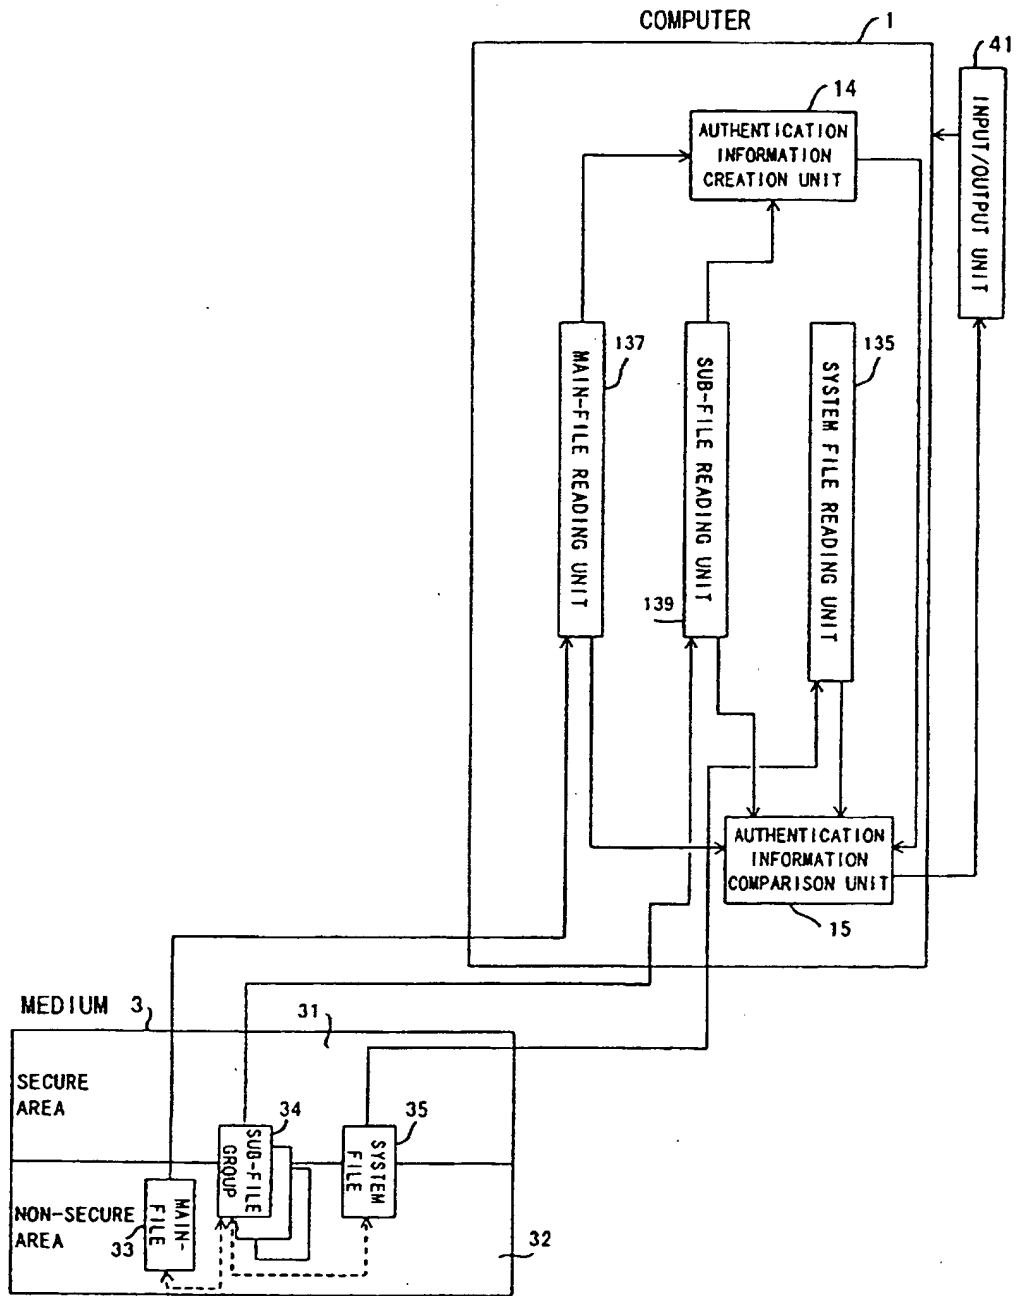 COMPUTER
1
41
14
AUTHENTICATION
INFORMATION
CREATION UNIT
INPUT/OUTPUT UNIT
137
MAIN-FILE READING UNIT
139
SUB-FILE READING UNIT
135
SYSTEM FILE READING UNIT
AUTHENTICATION
INFORMATION
COMPARISON UNIT
15
MEDIUM
3
31
SECURE
AREA
34
SUB-FILE
GROUP
35
SYSTEM
FILE
NON-SECURE
AREA
33
MAIN-
FILE
32